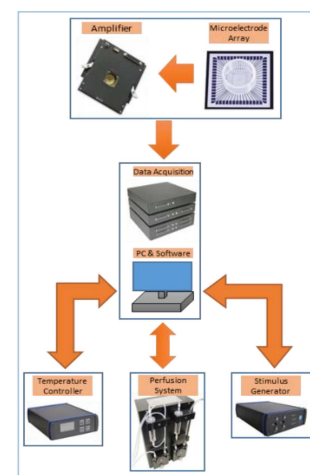 Amplifier
Microelectrode
Array
Data Acquisition
PC & Software
Temperature
Controller
Perfusion
System
Stimulus
Generator